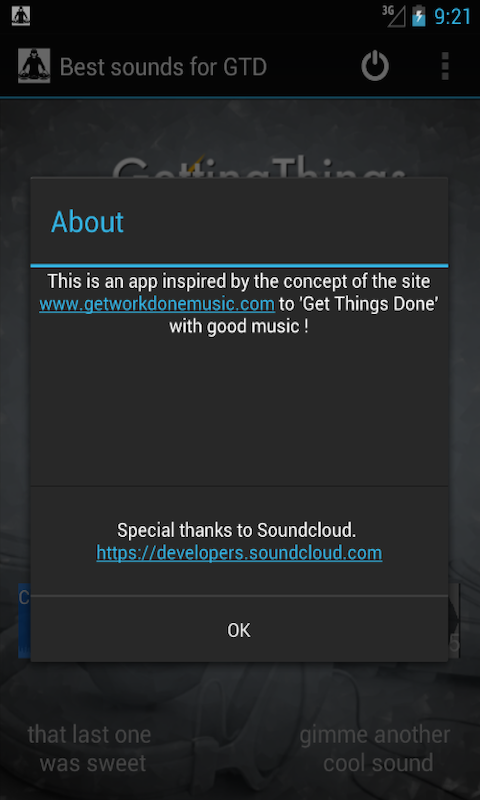 3G 9:21
Best sounds for GTD
GettingThings
About
This is an app inspired by the concept of the site
www.getworkdonemusic.com to 'Get Things Done'
with good music !
Special thanks to Soundcloud.
https://developers.soundcloud.com
C
5
OK
that last one
was sweet
gimme another
cool sound